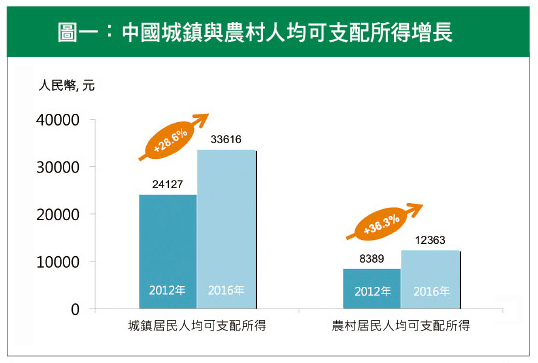 圖一：中國城鎮與農村人均可支配所得增長
人民幣, 元
40000
30000
20000
10000
0
+28.6%
24127
33616
2012年
2016年
+36.3%
8389
12363
2012年
2016年
城鎮居民人均可支配所得
農村居民人均可支配所得